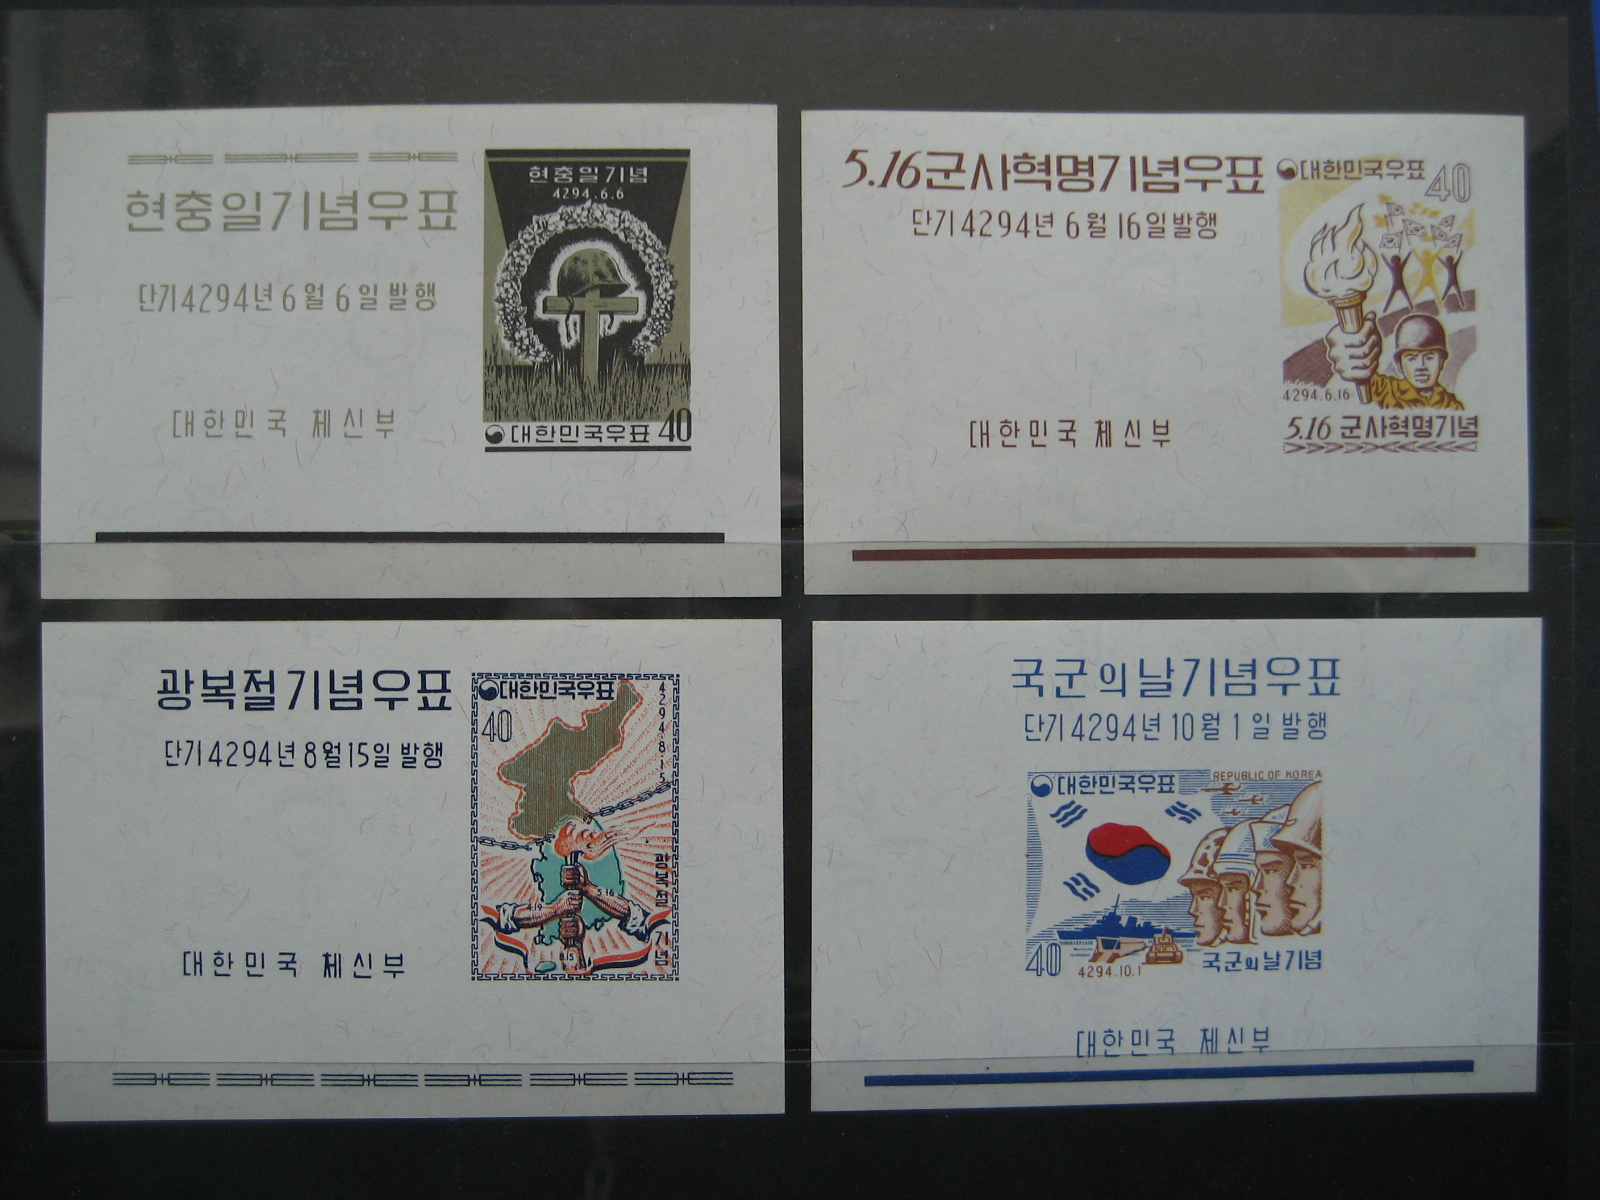 현충일기념우표
단기4294년 6월 6일 발행
대한민국 체신부
현충일기념
4294.6.6
대한민국우표 40
5.16군사혁명기념우표
단기4294년 6월 16일 발행
대한민국 체신부
대한민국우표 40
4294.6.16
5.16 군사혁명기념
광복절기념우표
단기4294년 8월15일 발행
대한민국 체신부
대한민국우표
40
4294.8.15
4.19
5.16
8.15
광복절
기념
국군의날기념우표
단기4294년 10월 1일 발행
대한민국우표
REPUBLIC OF KOREA
40
4294.10.1
국군의날기념
대한민국 체신부